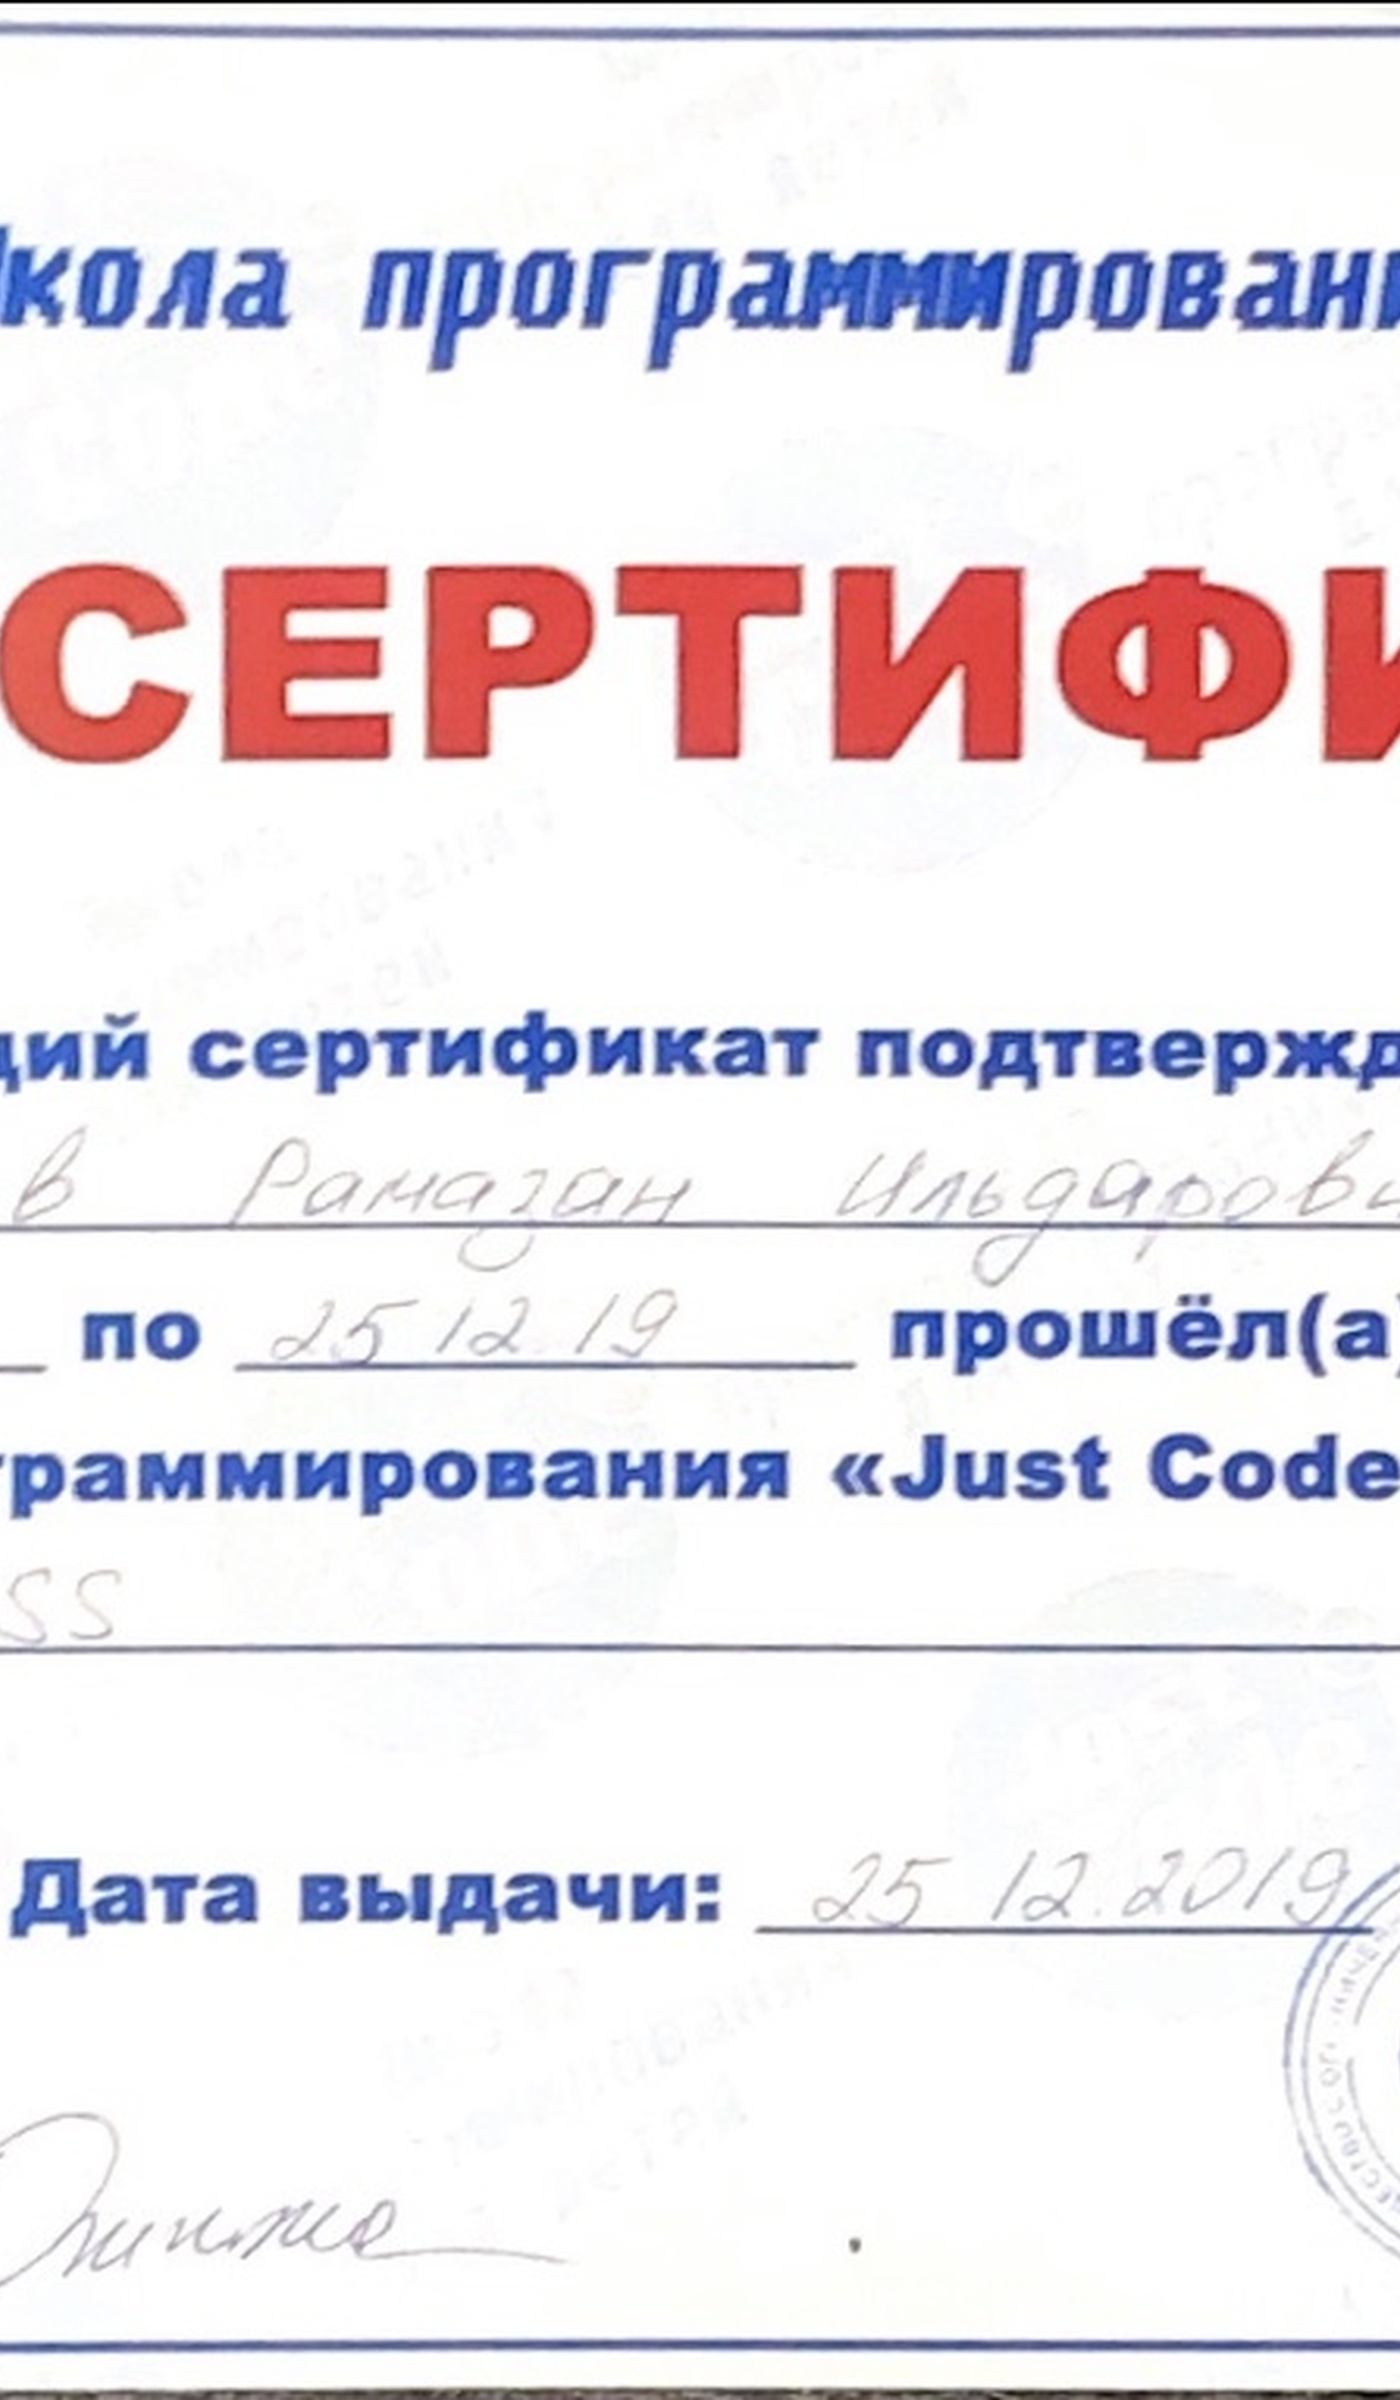 кола программировани
СЕРТИФИ
щий сертификат подтвержд
в Рамазан Ильдарови
по 25 12 19 прошёл(а)
граммирования «Just Code
SS
Дата выдачи: 25.12.2019